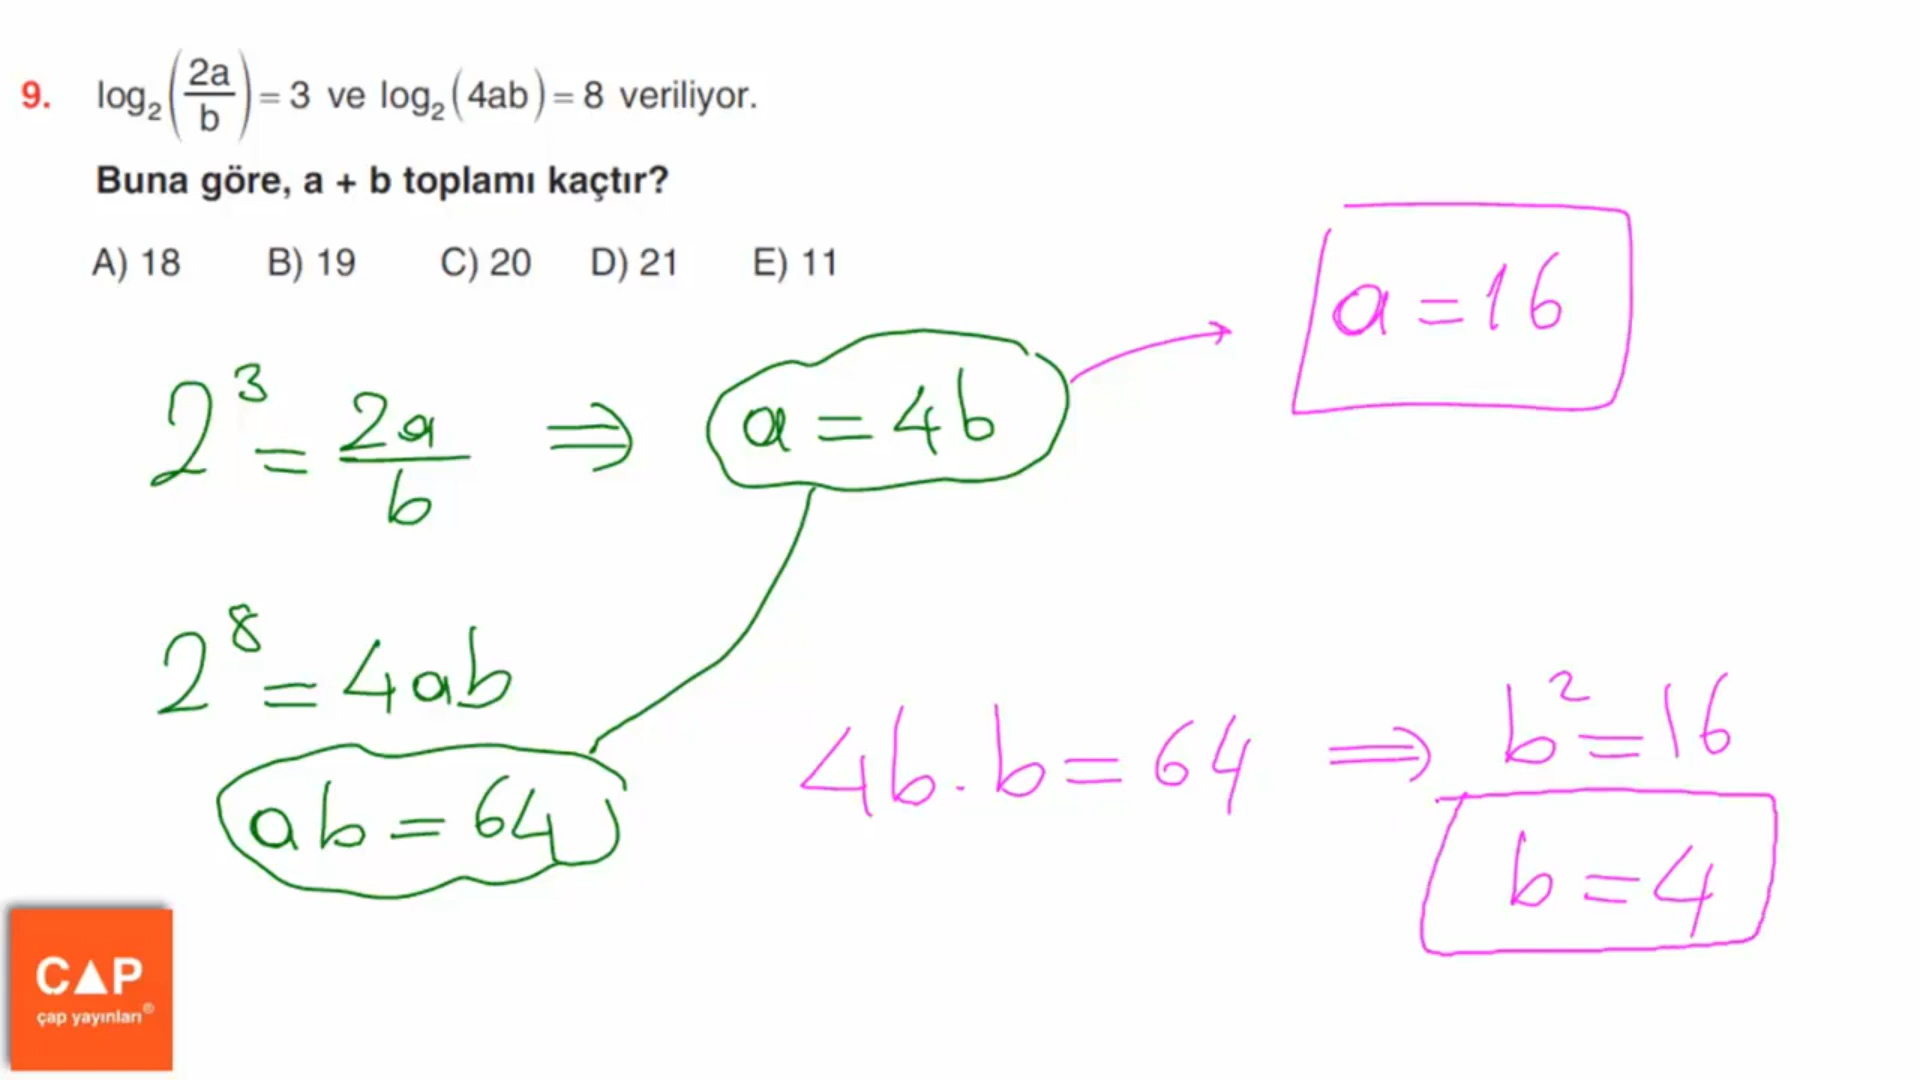 9. log₂(2a/b) = 3 ve log₂(4ab) = 8 veriliyor.
Buna göre, a + b toplamı kaçtır?
A) 18 B) 19 C) 20 D) 21 E) 11
a = 16
2³ = 2a/b ⇒ a = 4b
2⁸ = 4ab
ab = 64
4b.b = 64 ⇒ b² = 16
b = 4
CAP
çap yayınları®